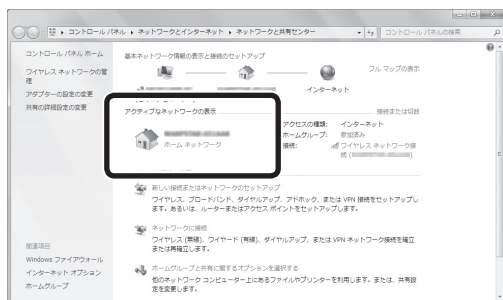 コントロール パネル ▸ ネットワークとインターネット ▸ ネットワークと共有センター
コントロール パネルの検索
コントロール パネル ホーム
ワイヤレス ネットワークの管理
アダプターの設定の変更
共有の詳細設定の変更
基本ネットワーク情報の表示と接続のセットアップ
フル マップの表示
インターネット
アクティブなネットワークの表示
接続または切断
ホーム ネットワーク
アクセスの種類: インターネット
ホームグループ: 参加済み
接続: ワイヤレス ネットワーク接
続 (
新しい接続またはネットワークのセットアップ
ワイヤレス、ブロードバンド、ダイヤルアップ、アドホック、または VPN 接続をセットアップし
ます。あるいは、ルーターまたはアクセス ポイントをセットアップします。
ネットワークに接続
ワイヤレス (無線)、ワイヤード (有線)、ダイヤルアップ、または VPN ネットワーク接続を確立
または再確立します。
ホームグループと共有に関するオプションを選択する
他のネットワーク コンピューター上にあるファイルやプリンターを利用します。または、共有設
定を変更します。
関連項目
Windows ファイアウォール
インターネット オプション
ホームグループ